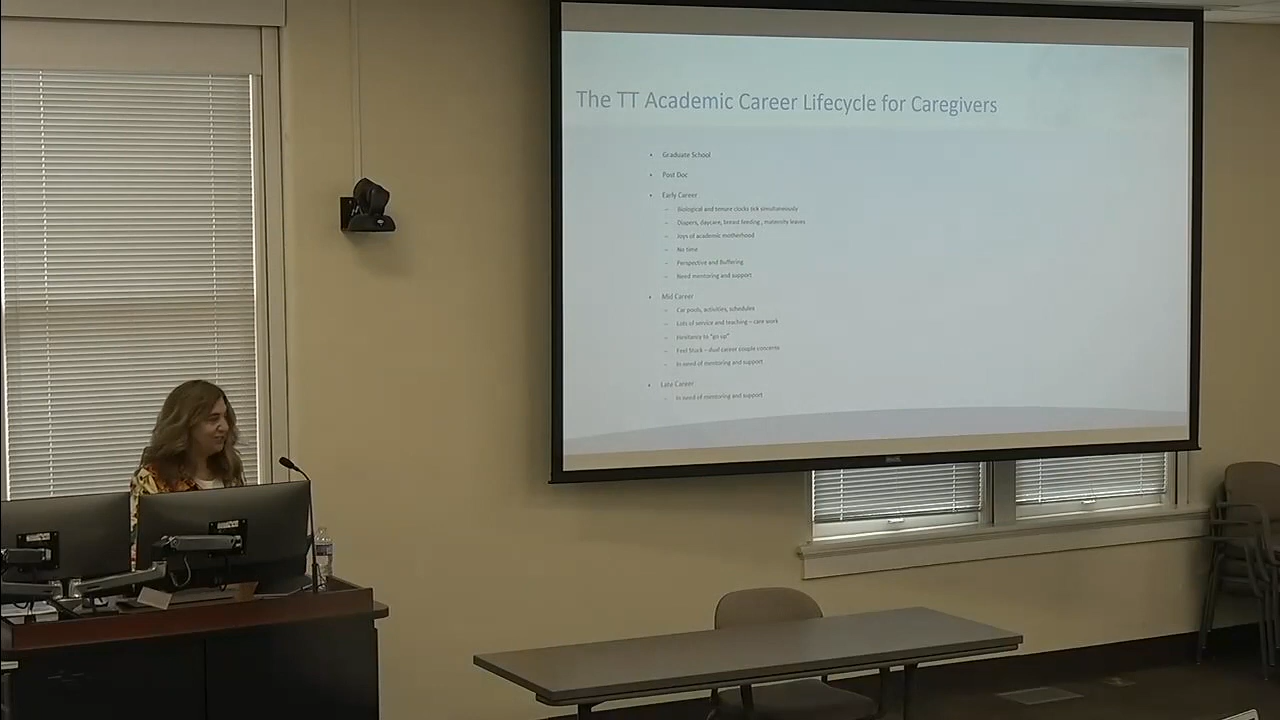 The TT Academic Career Lifecycle for Caregivers
• Graduate School
• Post Doc
• Early Career
– Biological and tenure clocks tick simultaneously
– Diapers, daycare, breast feeding, maternity leaves
– Joys of academic motherhood
– No time
– Perspective and Buffering
– Need mentoring and support
• Mid Career
– Car pools, activities, schedules
– Lots of service and teaching – care work
– Hesitance to "go up"
– Feel Stuck – dual career couple concerns
– In need of mentoring and support
• Late Career
– In need of mentoring and support